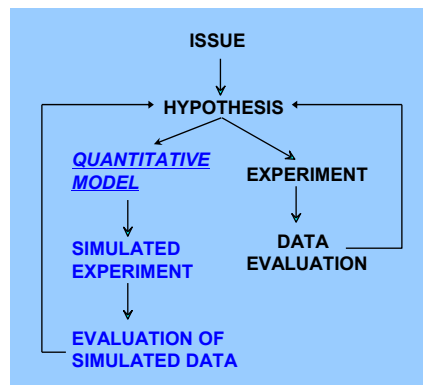 ISSUE
HYPOTHESIS
QUANTITATIVE
MODEL
EXPERIMENT
SIMULATED
EXPERIMENT
DATA
EVALUATION
EVALUATION OF
SIMULATED DATA